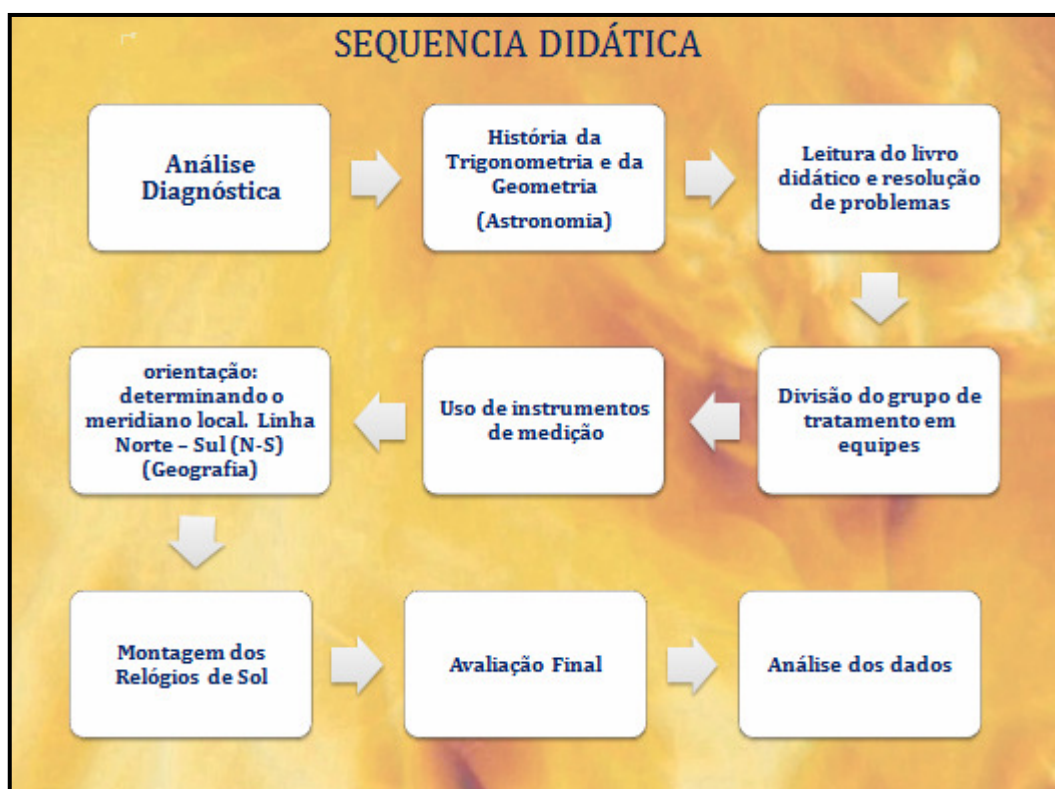 SEQUENCIA DIDÁTICA
Análise
Diagnóstica
História da
Trigonometria e da
Geometria
(Astronomia)
Leitura do livro
didático e resolução
de problemas
Divisão do grupo de
tratamento em
equipes
Uso de instrumentos
de medição
orientação:
determinando o
meridiano local. Linha
Norte – Sul (N-S)
(Geografia)
Montagem dos
Relógios de Sol
Avaliação Final
Análise dos dados